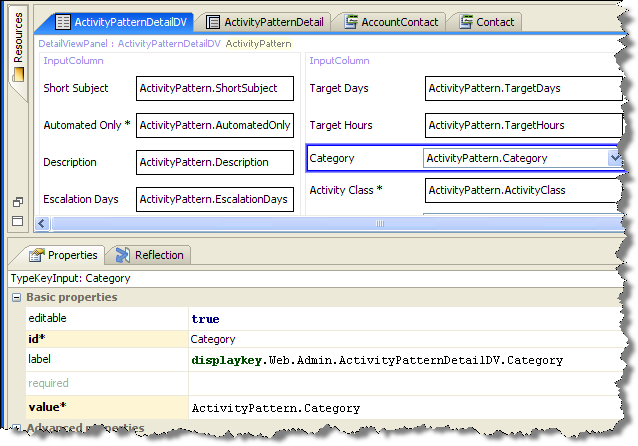 Resources
ActivityPatternDetailDV ActivityPatternDetail AccountContact Contact
DetailViewPanel : ActivityPatternDetailDV ActivityPattern
InputColumn
Short Subject ActivityPattern.ShortSubject
Automated Only * ActivityPattern.AutomatedOnly
Description ActivityPattern.Description
Escalation Days ActivityPattern.EscalationDays
InputColumn
Target Days ActivityPattern.TargetDays
Target Hours ActivityPattern.TargetHours
Category ActivityPattern.Category
Activity Class * ActivityPattern.ActivityClass
Properties Reflection
TypeKeyInput: Category
Basic properties
editable true
id* Category
label displaykey.Web.Admin.ActivityPatternDetailDV.Category
required
value* ActivityPattern.Category
Advanced properties